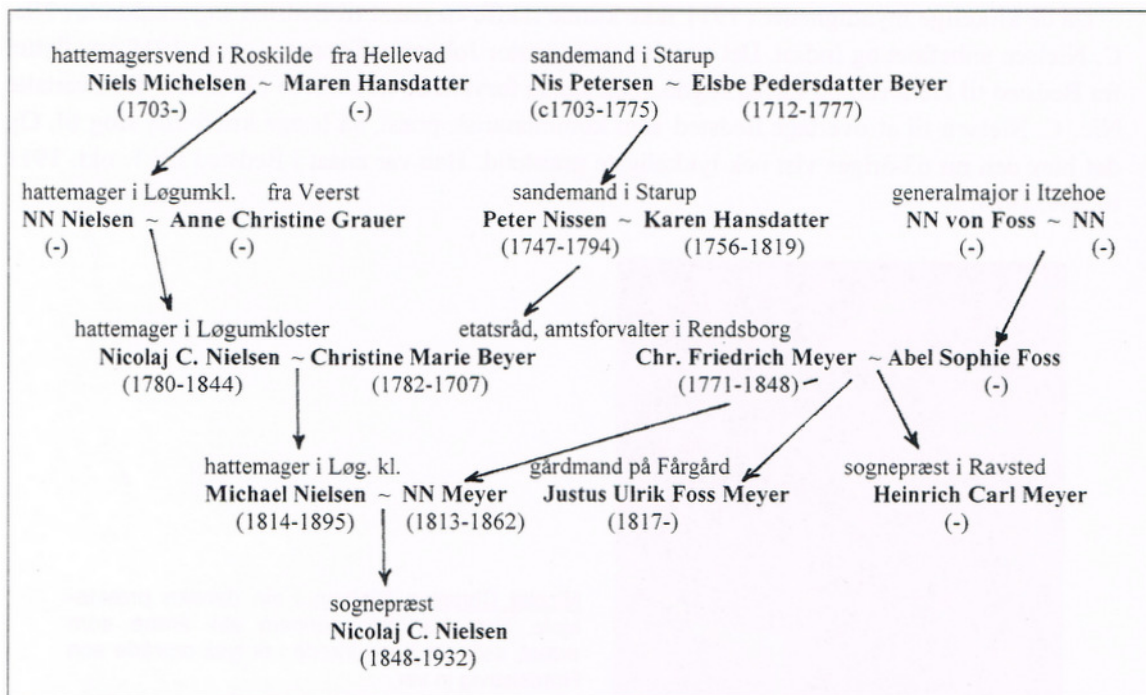 hattemagersvend i Roskilde fra Hellevad sandemand i Starup
Niels Michelsen ~ Maren Hansdatter Nis Petersen ~ Elsbe Pedersdatter Beyer
(1703-) (-) (c1703-1775) (1712-1777)
hattemager i Løgumkl. fra Veerst sandemand i Starup generalmajor i Itzehoe
NN Nielsen ~ Anne Christine Grauer Peter Nissen ~ Karen Hansdatter NN von Foss ~ NN
(-) (-) (1747-1794) (1756-1819) (-) (-)
hattemager i Løgumkloster etatsråd, amtsforvalter i Rendsborg
Nicolaj C. Nielsen ~ Christine Marie Beyer Chr. Friedrich Meyer ~ Abel Sophie Foss
(1780-1844) (1782-1707) (1771-1848) (-)
hattemager i Løg. kl. gårdmand på Fårgård sognepræst i Ravsted
Michael Nielsen ~ NN Meyer Justus Ulrik Foss Meyer Heinrich Carl Meyer
(1814-1895) (1813-1862) (1817-) (-)
sognepræst
Nicolaj C. Nielsen
(1848-1932)